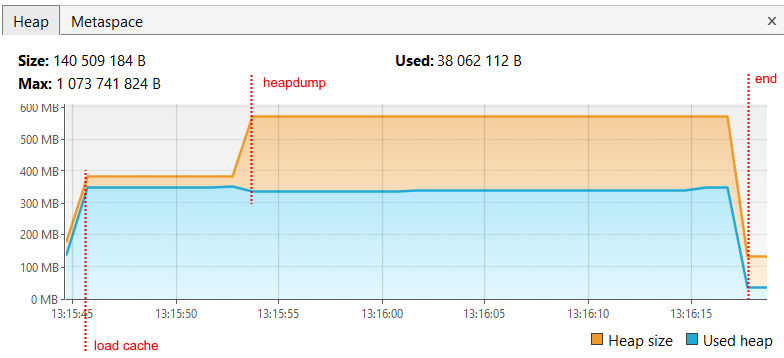 Heap Metaspace x
Size: 140 509 184 B Used: 38 062 112 B
Max: 1 073 741 824 B
heapdump
end
600 MB
500 MB
400 MB
300 MB
200 MB
100 MB
0 MB
13:15:45 13:15:50 13:15:55 13:16:00 13:16:05 13:16:10 13:16:15
load cache
Heap size Used heap